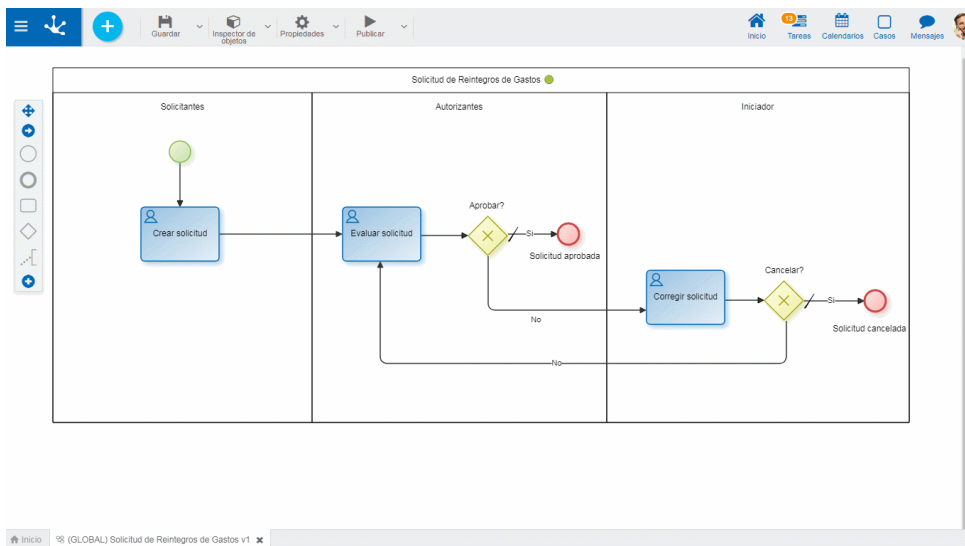 Guardar
Inspector de
objetos
Propiedades
Publicar
Inicio
13
Tareas
Calendarios
Casos
Mensajes
Solicitud de Reintegros de Gastos
Solicitantes
Autorizantes
Iniciador
Crear solicitud
Evaluar solicitud
Aprobar?
Si
Solicitud aprobada
No
Corregir solicitud
Cancelar?
Si
Solicitud cancelada
No
Inicio
(GLOBAL) Solicitud de Reintegros de Gastos v1